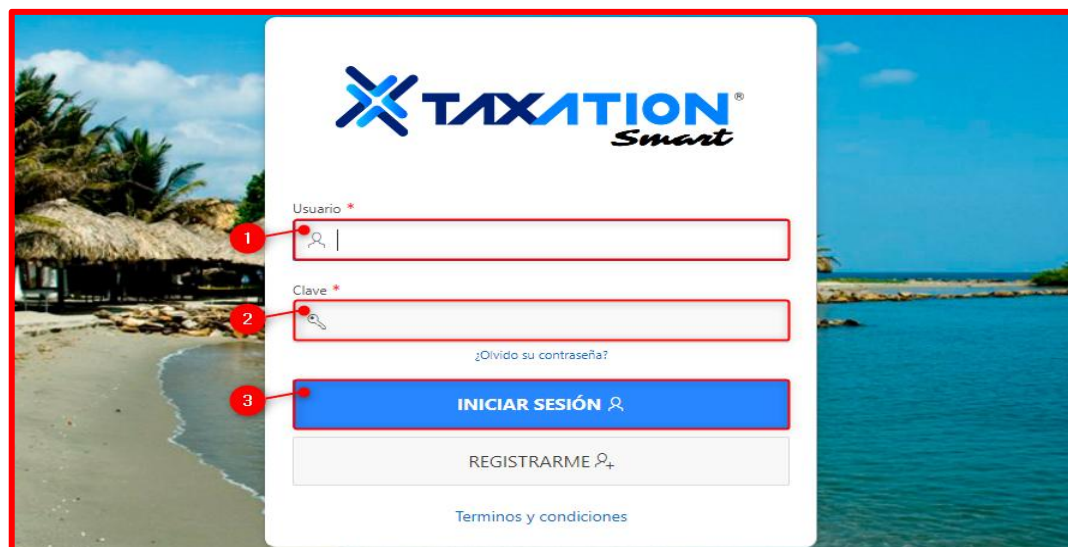 TAXATION®
Smart
Usuario *
1
Clave *
2
¿Olvido su contraseña?
3
INICIAR SESIÓN
REGISTRARME
Terminos y condiciones